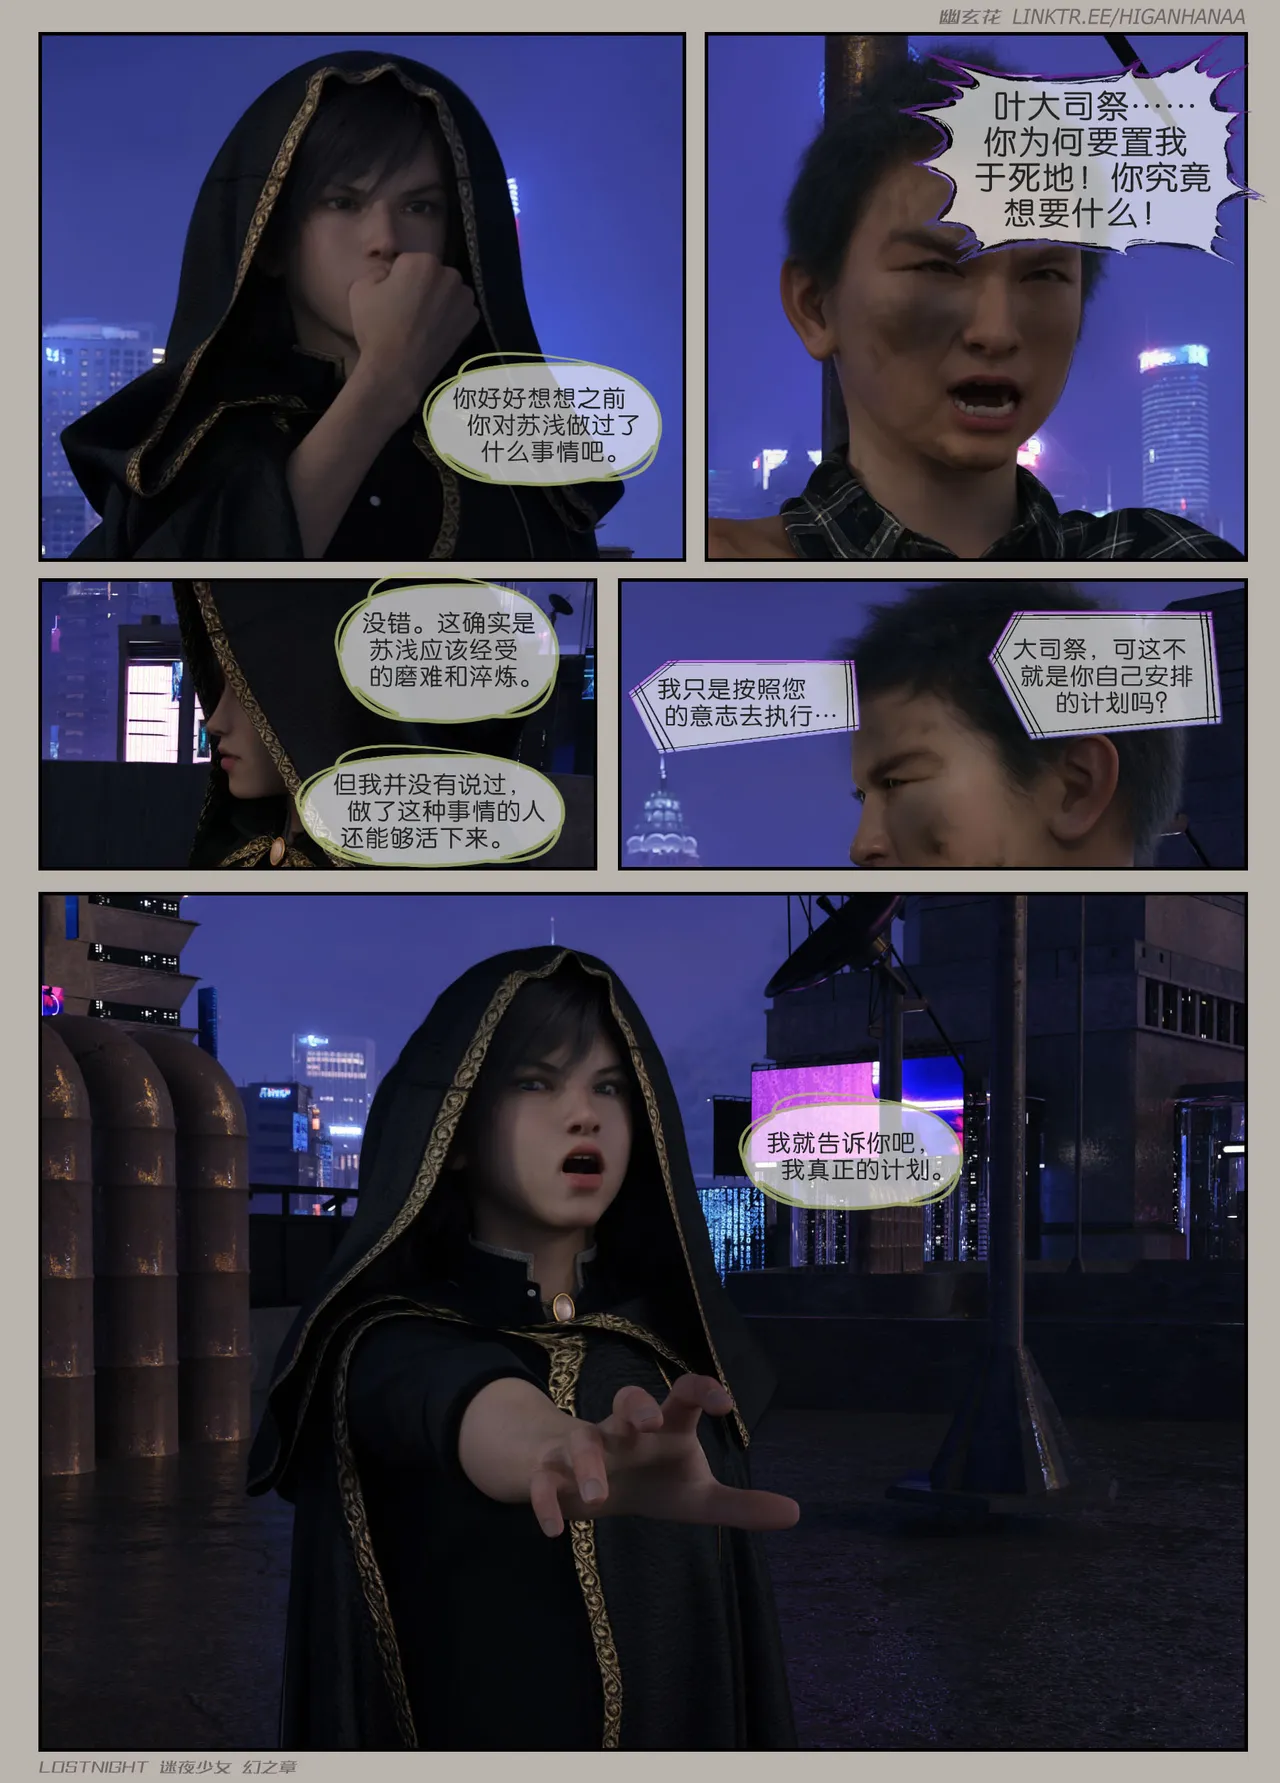 幽玄花 LINKTR.EE/HIGANHANAA
你好好想想之前
你对苏浅做过了
什么事情吧。
叶大司祭……
你为何要置我
于死地！你究竟
想要什么！
没错。这确实是
苏浅应该经受
的磨难和淬炼。
但我并没有说过，
做了这种事情的人
还能够活下来。
我只是按照您
的意志去执行…
大司祭，可这不
就是你自己安排
的计划吗？
我就告诉你吧，
我真正的计划。
LOSTNIGHT 迷夜少女 幻之章